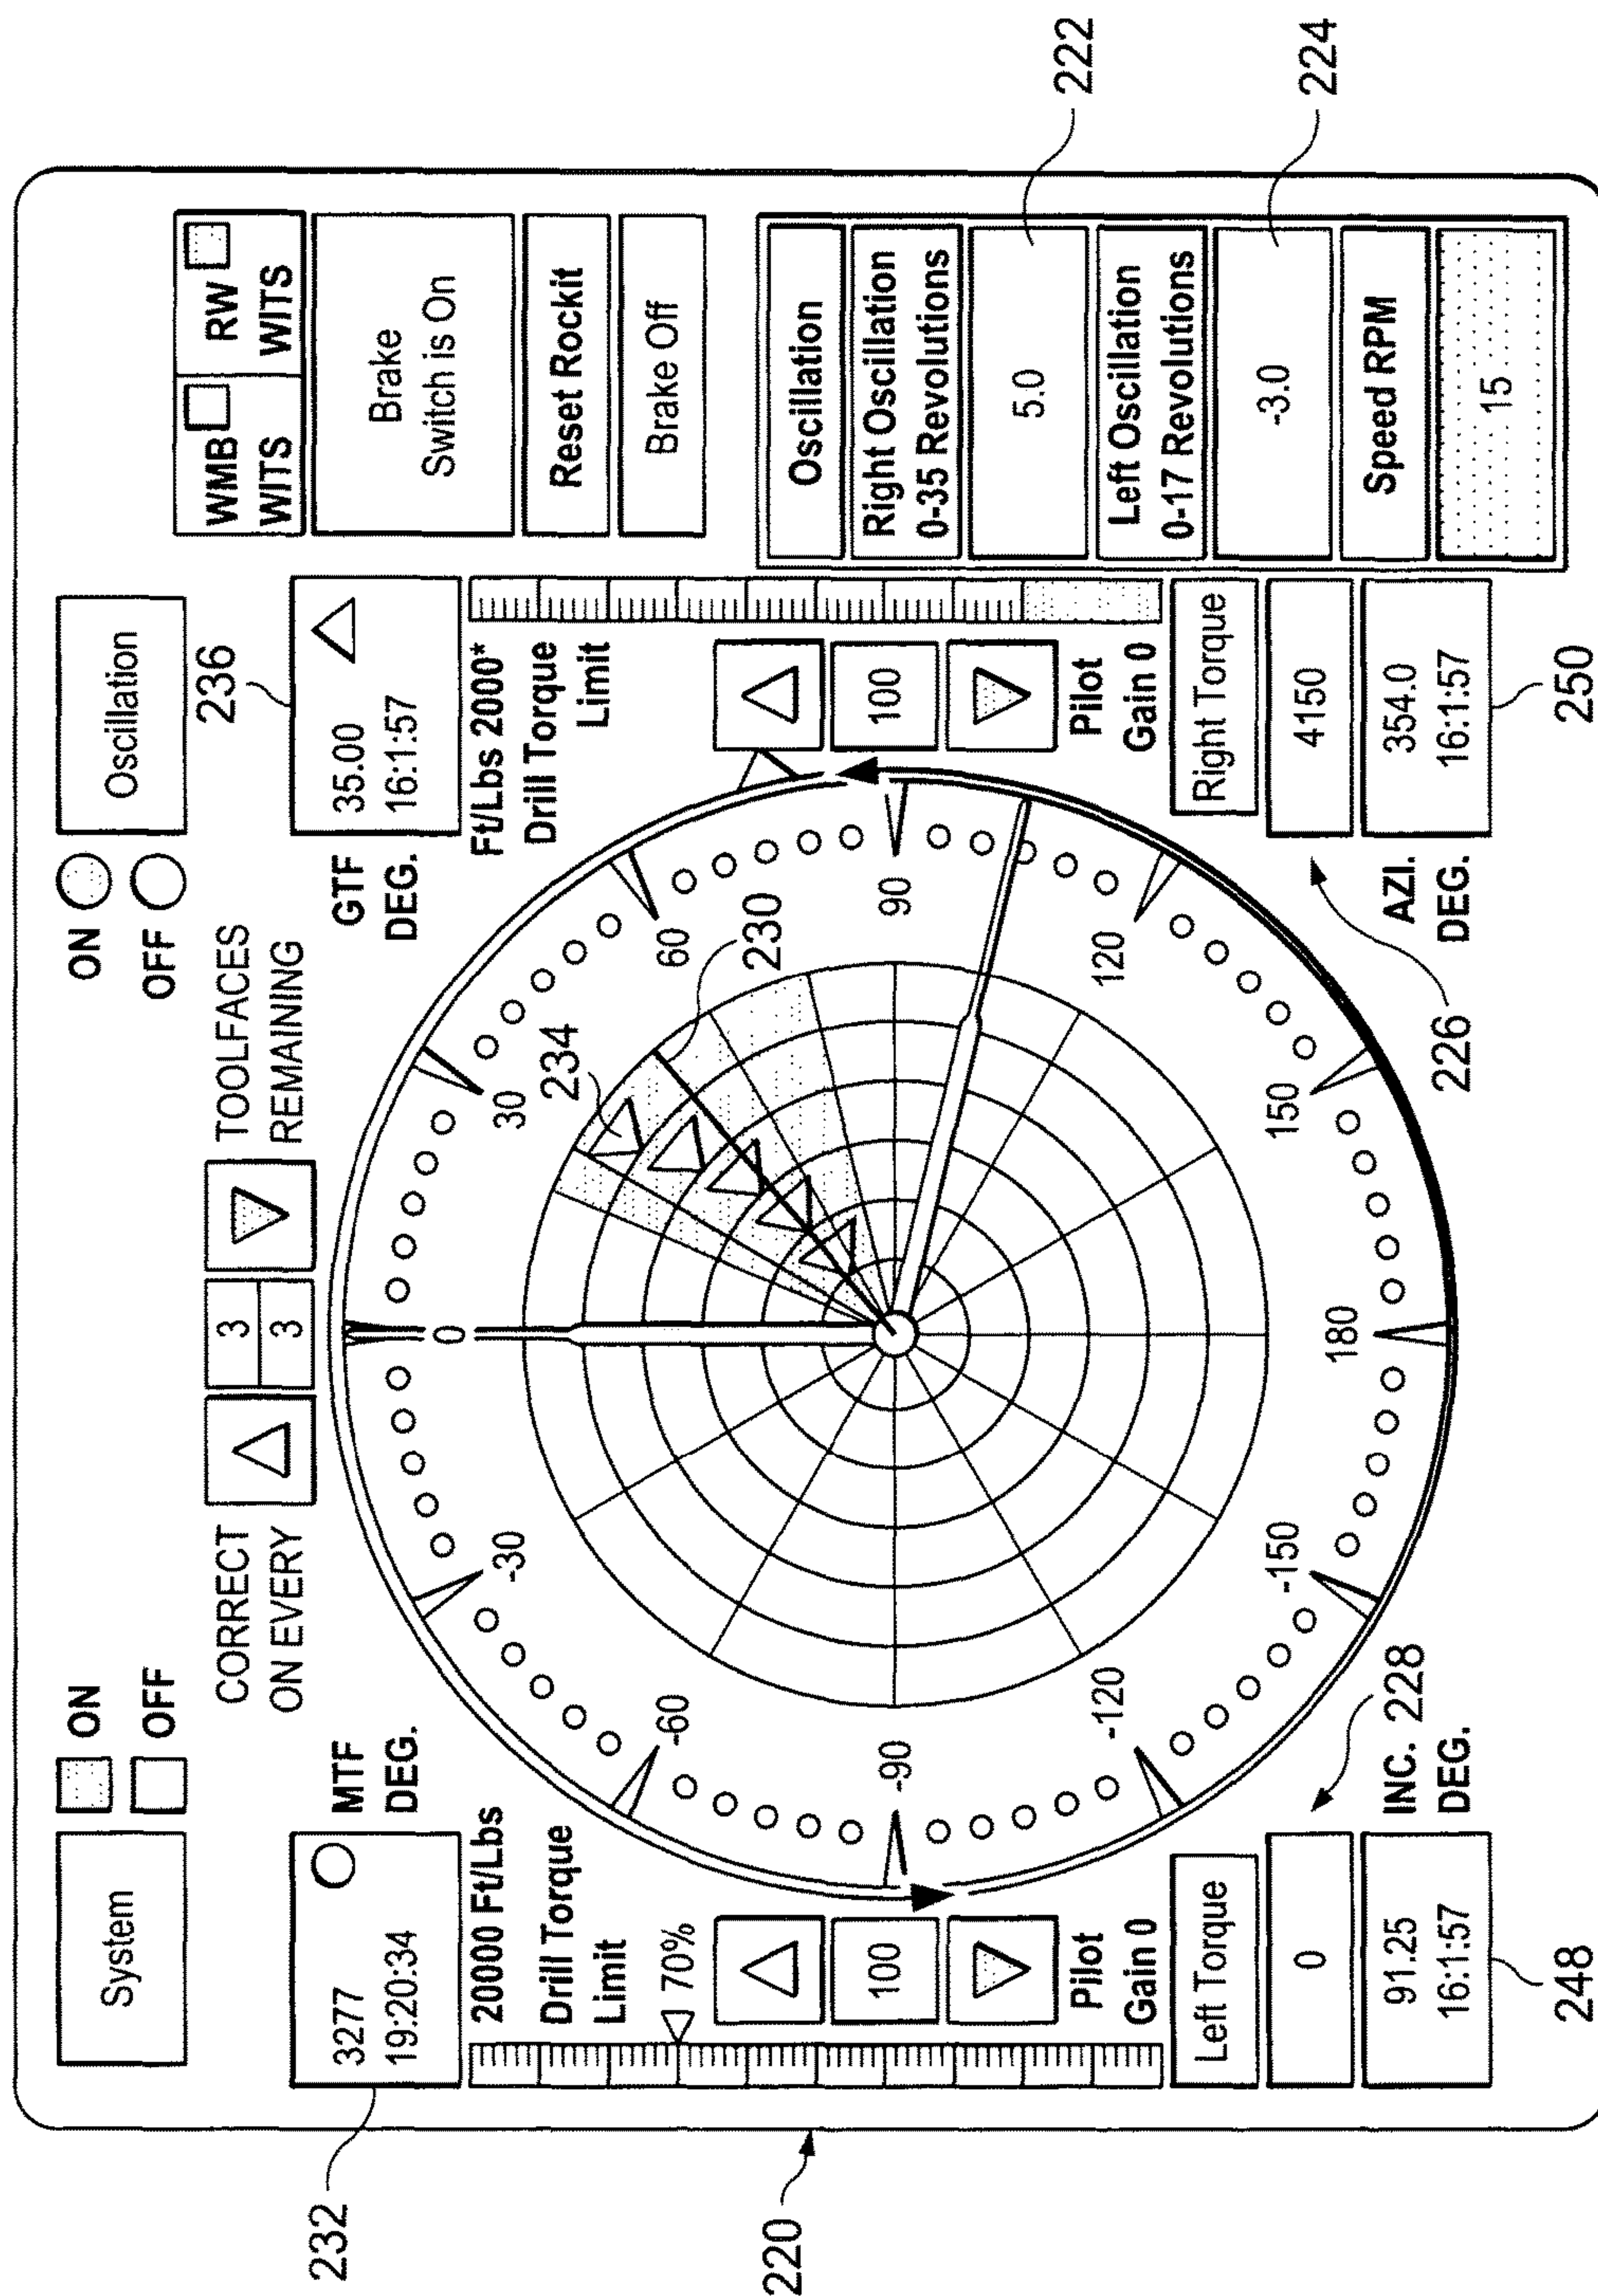 System
ON
OFF
CORRECT
ON EVERY
3
3
TOOLFACES
REMAINING
ON
OFF
Oscillation
232
3277
19:20:34
MTF
DEG.
GTF
DEG.
35.00
16:1:57
236
WMB
WITS
RW
WITS
Brake
Switch is On
Reset Rockit
Brake Off
20000 Ft/Lbs
Drill Torque
Limit
70%
100
Pilot
Gain 0
Left Torque
0
91.25
16:1:57
INC.
DEG.
228
248
220
0
30
60
90
120
150
180
-150
-120
-90
-60
-30
234
230
Ft/Lbs 2000*
Drill Torque
Limit
100
Pilot
Gain 0
Right Torque
4150
354.0
16:1:57
AZI.
DEG.
226
250
Oscillation
Right Oscillation
0-35 Revolutions
5.0
222
Left Oscillation
0-17 Revolutions
-3.0
224
Speed RPM
15